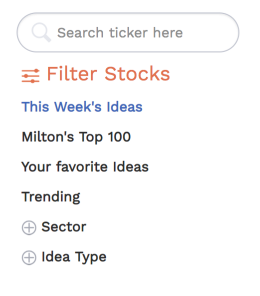 Search ticker here
Filter Stocks
This Week's Ideas
Milton's Top 100
Your favorite Ideas
Trending
Sector
Idea Type